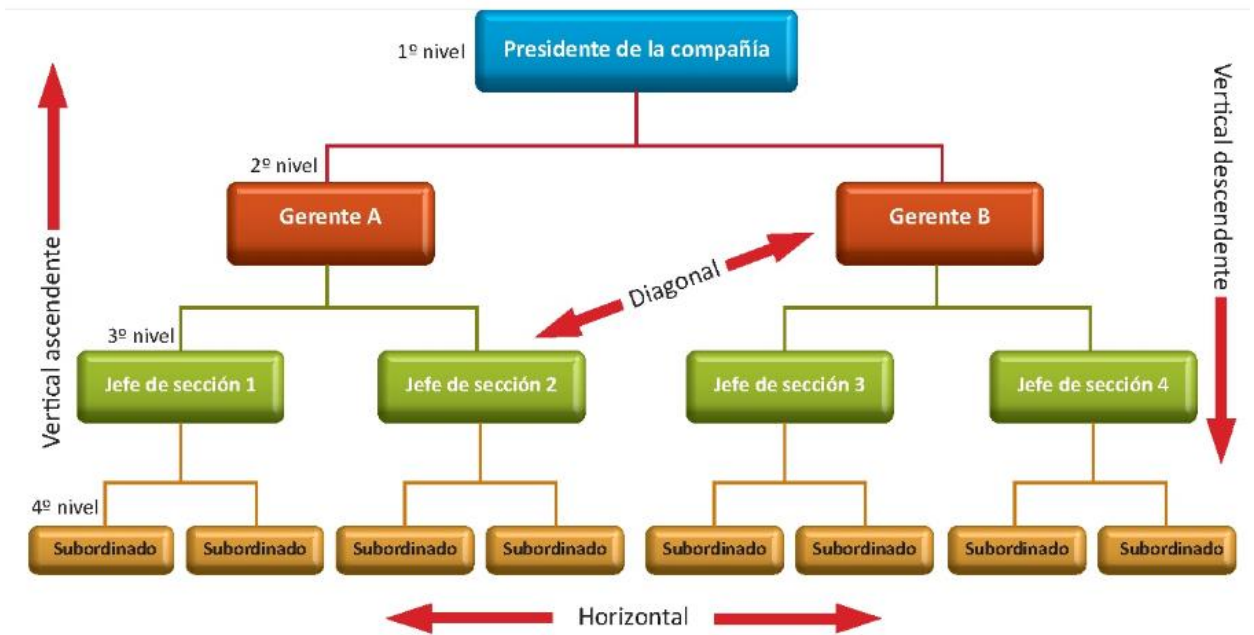 1º nivel
Presidente de la compañía
2º nivel
Gerente A
Gerente B
Vertical ascendente
Vertical descendente
Diagonal
3º nivel
Jefe de sección 1
Jefe de sección 2
Jefe de sección 3
Jefe de sección 4
4º nivel
Subordinado
Subordinado
Subordinado
Subordinado
Subordinado
Subordinado
Subordinado
Subordinado
Horizontal